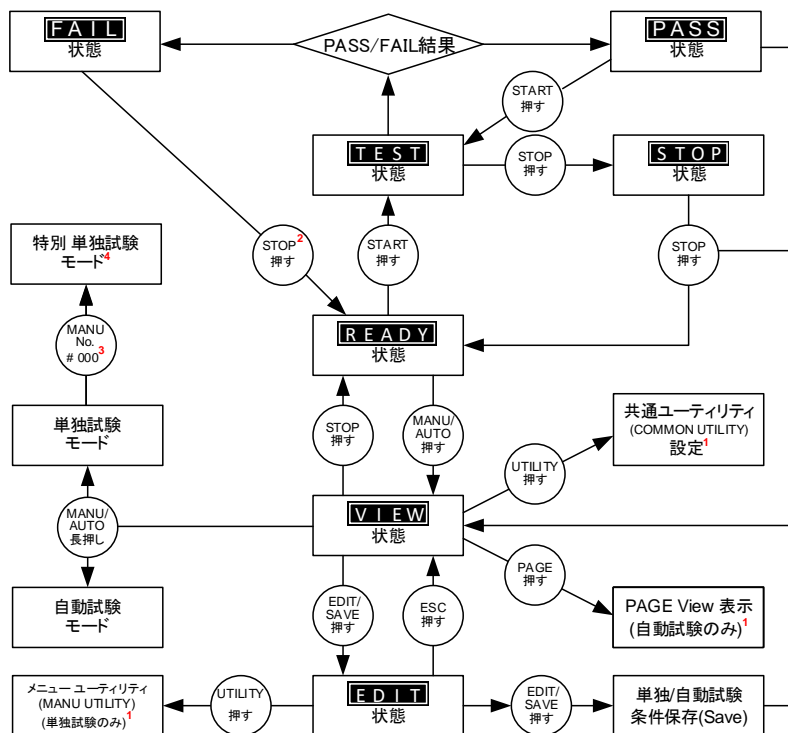 FAIL
状態
PASS/FAIL結果
PASS
状態
START
押す
TEST
状態
STOP
押す
STOP
状態
特別 単独試験
モード4
STOP2
押す
START
押す
STOP
押す
MANU
No.
# 000 3
READY
状態
単独試験
モード
STOP
押す
MANU/
AUTO
押す
共通ユーティリティ
(COMMON UTILITY)
設定1
UTILITY
押す
MANU/
AUTO
長押し
VIEW
状態
PAGE
押す
自動試験
モード
EDIT/
SAVE
押す
ESC
押す
PAGE View 表示
(自動試験のみ)1
メニュー ユーティリティ
(MANU UTILITY)
(単独試験のみ)1
UTILITY
押す
EDIT
状態
EDIT/
SAVE
押す
単独/自動試験
条件保存(Save)